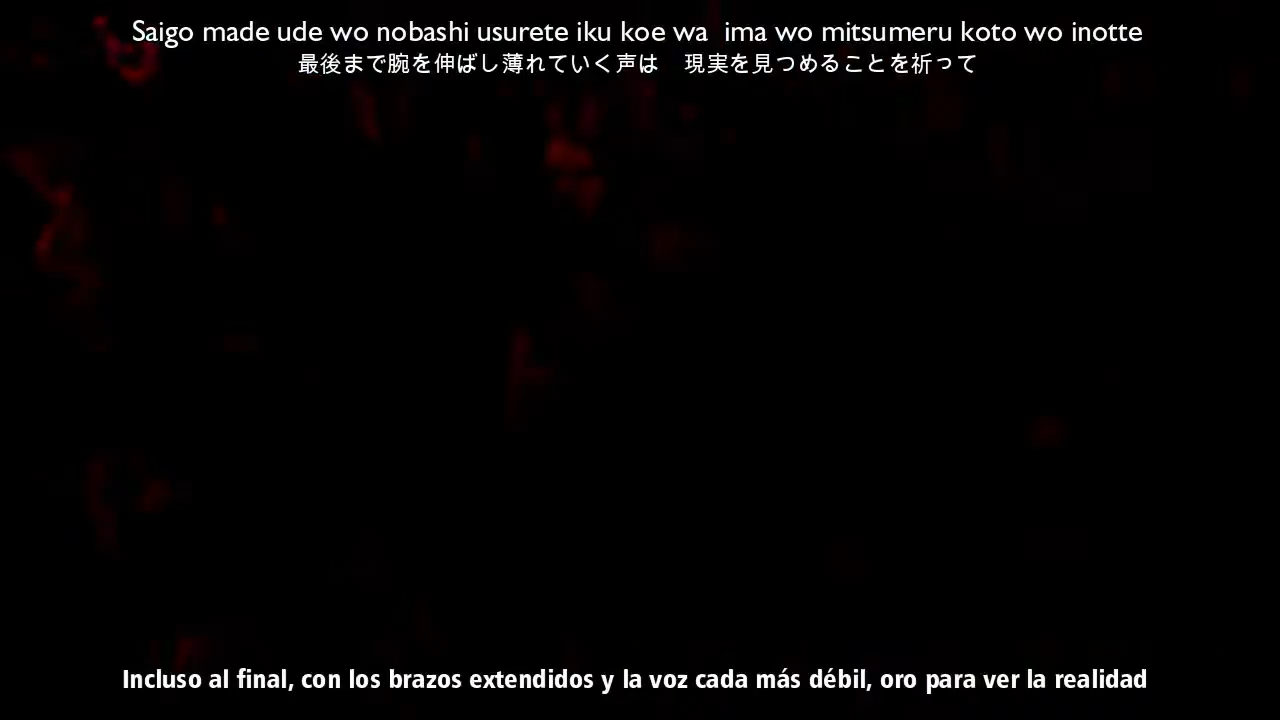 Saigo made ude wo nobashi usurete iku koe wa  ima wo mitsumeru koto wo inotte
最後まで腕を伸ばし薄れていく声は　現実を見つめることを祈って
Incluso al final, con los brazos extendidos y la voz cada más débil, oro para ver la realidad